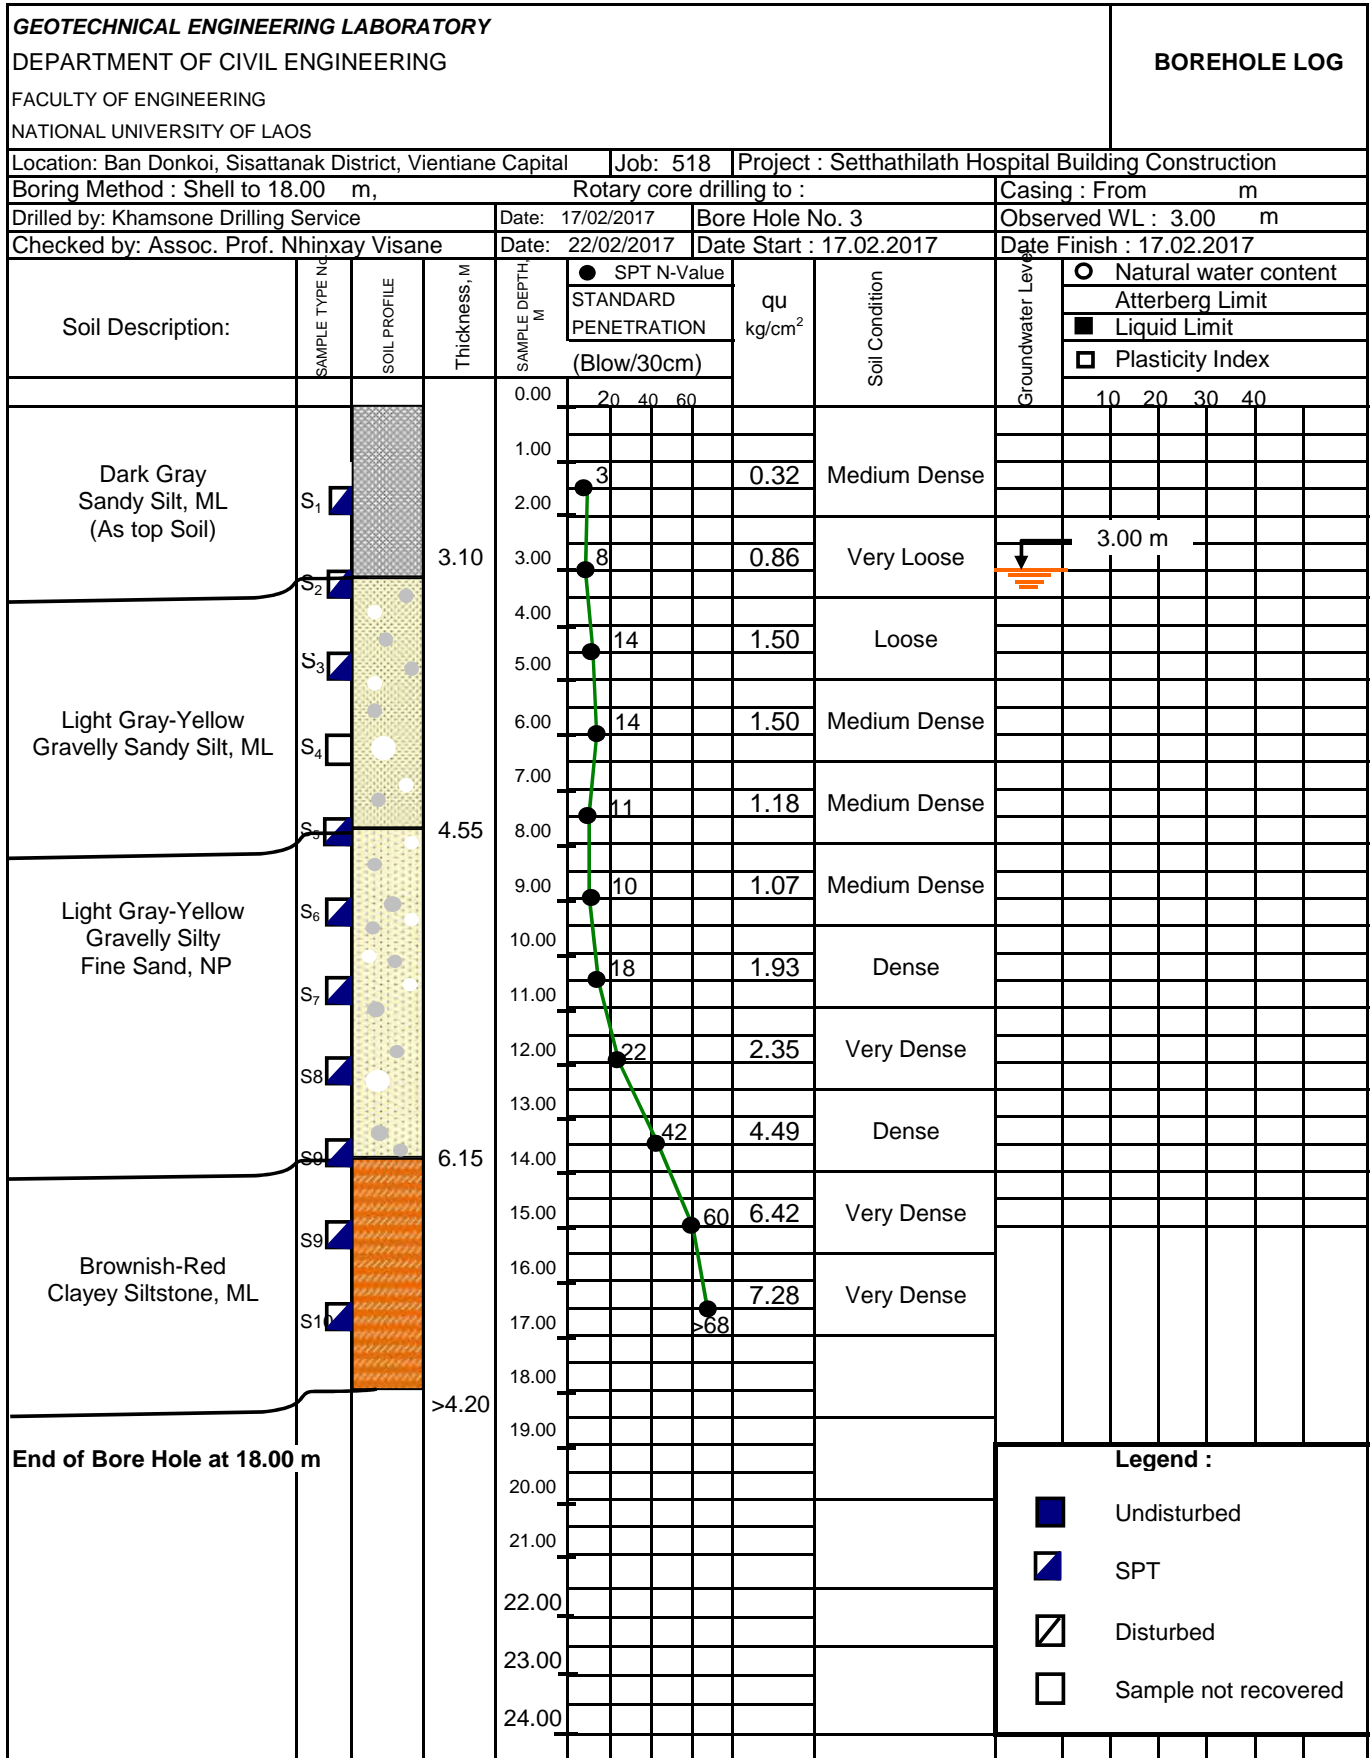 GEOTECHNICAL ENGINEERING LABORATORY
DEPARTMENT OF CIVIL ENGINEERING
FACULTY OF ENGINEERING
NATIONAL UNIVERSITY OF LAOS
BOREHOLE LOG
Location: Ban Donkoi, Sisattanak District, Vientiane Capital Job: 518 Project : Setthathilath Hospital Building Construction
Boring Method : Shell to 18.00 m, Rotary core drilling to : Casing : From m
Drilled by: Khamsone Drilling Service Date: 17/02/2017 Bore Hole No. 3 Observed WL : 3.00 m
Checked by: Assoc. Prof. Nhinxay Visane Date: 22/02/2017 Date Start : 17.02.2017 Date Finish : 17.02.2017
Soil Description:
SAMPLE TYPE No.
SOIL PROFILE
Thickness, M
SAMPLE DEPTH, M
SPT N-Value
STANDARD
PENETRATION
(Blow/30cm)
qu
kg/cm2
Soil Condition
Groundwater Level
Natural water content
Atterberg Limit
Liquid Limit
Plasticity Index
0.00 20 40 60 10 20 30 40
1.00
Dark Gray
Sandy Silt, ML
(As top Soil)
S1 3 0.32 Medium Dense
2.00
3.10 3.00 8 0.86 Very Loose 3.00 m
S2
4.00
S3 14 1.50 Loose
5.00
Light Gray-Yellow
Gravelly Sandy Silt, ML
S4 6.00 14 1.50 Medium Dense
7.00
11 1.18 Medium Dense
S5 4.55 8.00
9.00 10 1.07 Medium Dense
Light Gray-Yellow
Gravelly Silty
Fine Sand, NP
S6
10.00
18 1.93 Dense
S7 11.00
12.00 22 2.35 Very Dense
S8
13.00
42 4.49 Dense
S9 6.15 14.00
15.00 60 6.42 Very Dense
S9
Brownish-Red
Clayey Siltstone, ML
16.00
7.28 Very Dense
S10 17.00 >68
18.00
>4.20
19.00
End of Bore Hole at 18.00 m
20.00
21.00
22.00
23.00
24.00
Legend :
Undisturbed
SPT
Disturbed
Sample not recovered